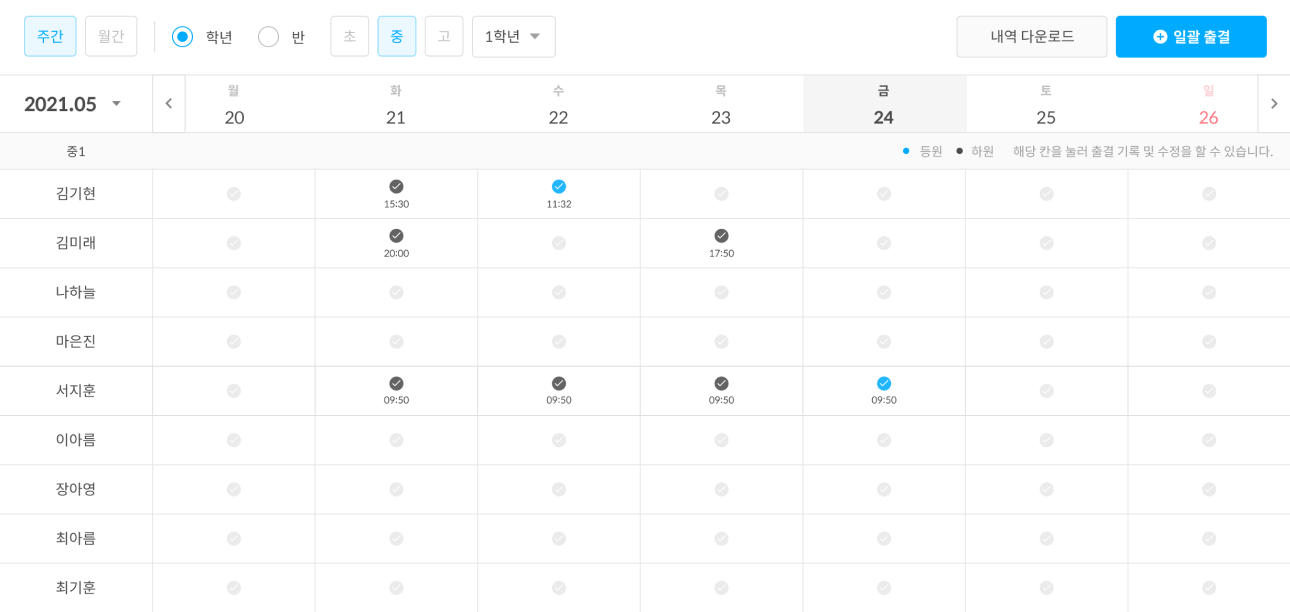 주간 월간 학년 반 초 중 고 1학년 내역 다운로드 일괄 출결
2021.05 월 20 화 21 수 22 목 23 금 24 토 25 일 26
중1 등원 하원 해당 칸을 눌러 출결 기록 및 수정을 할 수 있습니다.
김기현 15:30 11:32
김미래 20:00 17:50
나하늘
마은진
서지훈 09:50 09:50 09:50 09:50
이아름
장아영
최아름
최기훈